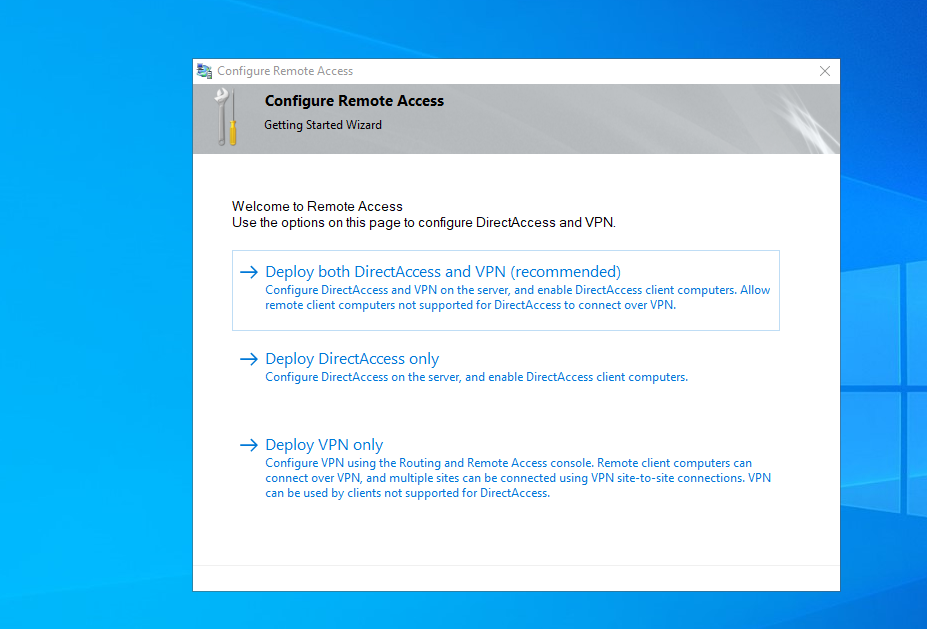 Configure Remote Access
Configure Remote Access
Getting Started Wizard
Welcome to Remote Access
Use the options on this page to configure DirectAccess and VPN.
Deploy both DirectAccess and VPN (recommended)
Configure DirectAccess and VPN on the server, and enable DirectAccess client computers. Allow
remote client computers not supported for DirectAccess to connect over VPN.
Deploy DirectAccess only
Configure DirectAccess on the server, and enable DirectAccess client computers.
Deploy VPN only
Configure VPN using the Routing and Remote Access console. Remote client computers can
connect over VPN, and multiple sites can be connected using VPN site-to-site connections. VPN
can be used by clients not supported for DirectAccess.